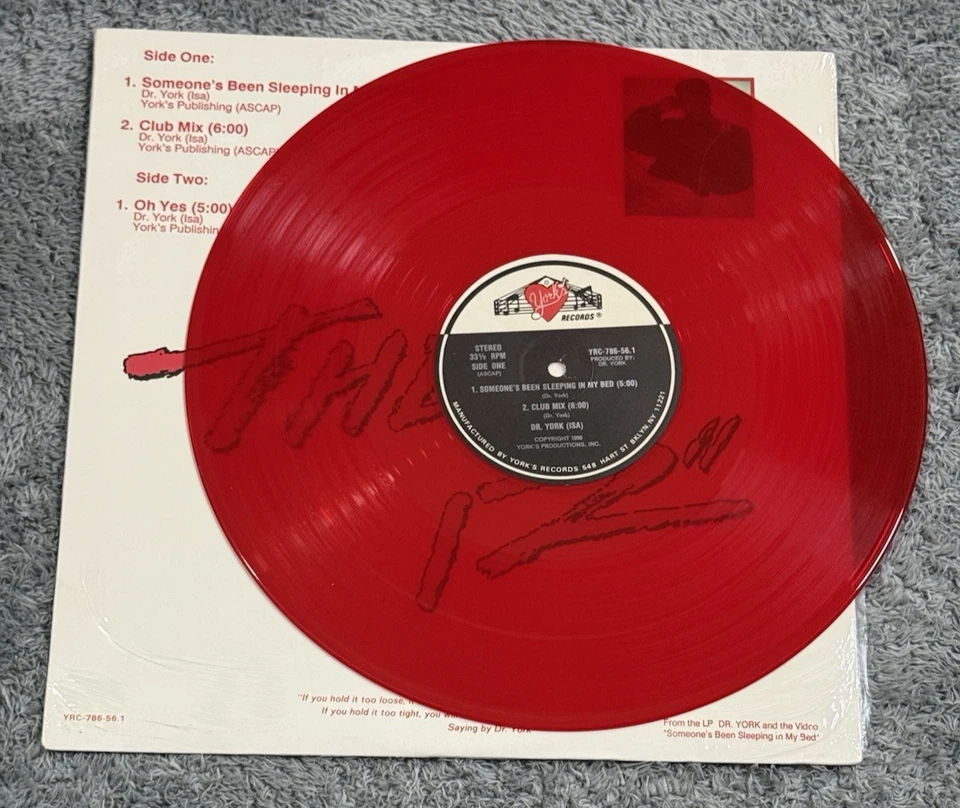 Side One:
1. Someone's Been Sleeping In
Dr. York (Isa)
York's Publishing (ASCAP)
2. Club Mix (6:00)
Dr. York (Isa)
York's Publishing (ASCAP
Side Two:
1. Oh Yes (5:00)
Dr. York (Isa)
York's Publishin
THE
12"
York's
RECORDS®
STEREO
33⅓ RPM
SIDE ONE
(ASCAP)
YRC-786-56.1
PRODUCED BY:
DR. YORK
1. SOMEONE'S BEEN SLEEPING IN MY BED (5:00)
(Dr. York)
2. CLUB MIX (6:00)
(Dr. York)
DR. YORK (ISA)
COPYRIGHT 1986
YORK'S PRODUCTIONS, INC.
MANUFACTURED BY YORK'S RECORDS 548 HART ST BKLYN, NY 11221
"If you hold it too loose,
If you hold it too tight, you
Saying by Dr. York
YRC-786-56.1
From the LP DR. YORK and the Video
"Someone's Been Sleeping in My Bed"